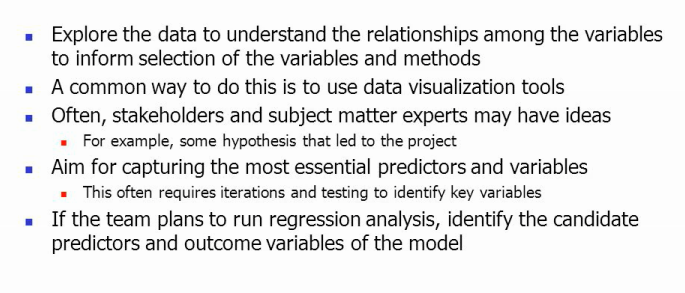 Explore the data to understand the relationships among the variables
to inform selection of the variables and methods
A common way to do this is to use data visualization tools
Often, stakeholders and subject matter experts may have ideas
For example, some hypothesis that led to the project
Aim for capturing the most essential predictors and variables
This often requires iterations and testing to identify key variables
If the team plans to run regression analysis, identify the candidate
predictors and outcome variables of the model